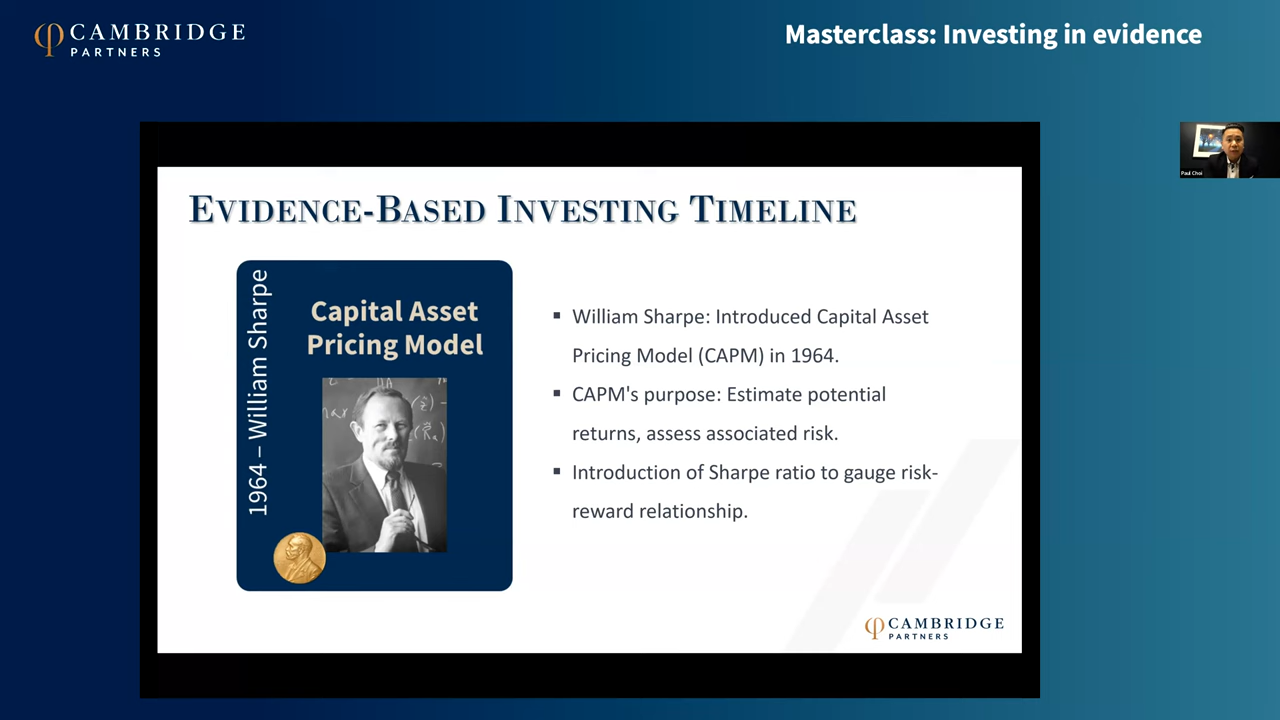 CAMBRIDGE
PARTNERS
Masterclass: Investing in evidence
Paul Choi
EVIDENCE-BASED INVESTING TIMELINE
1964 – William Sharpe
Capital Asset
Pricing Model
▪ William Sharpe: Introduced Capital Asset
Pricing Model (CAPM) in 1964.
▪ CAPM's purpose: Estimate potential
returns, assess associated risk.
▪ Introduction of Sharpe ratio to gauge risk-
reward relationship.
CAMBRIDGE
PARTNERS